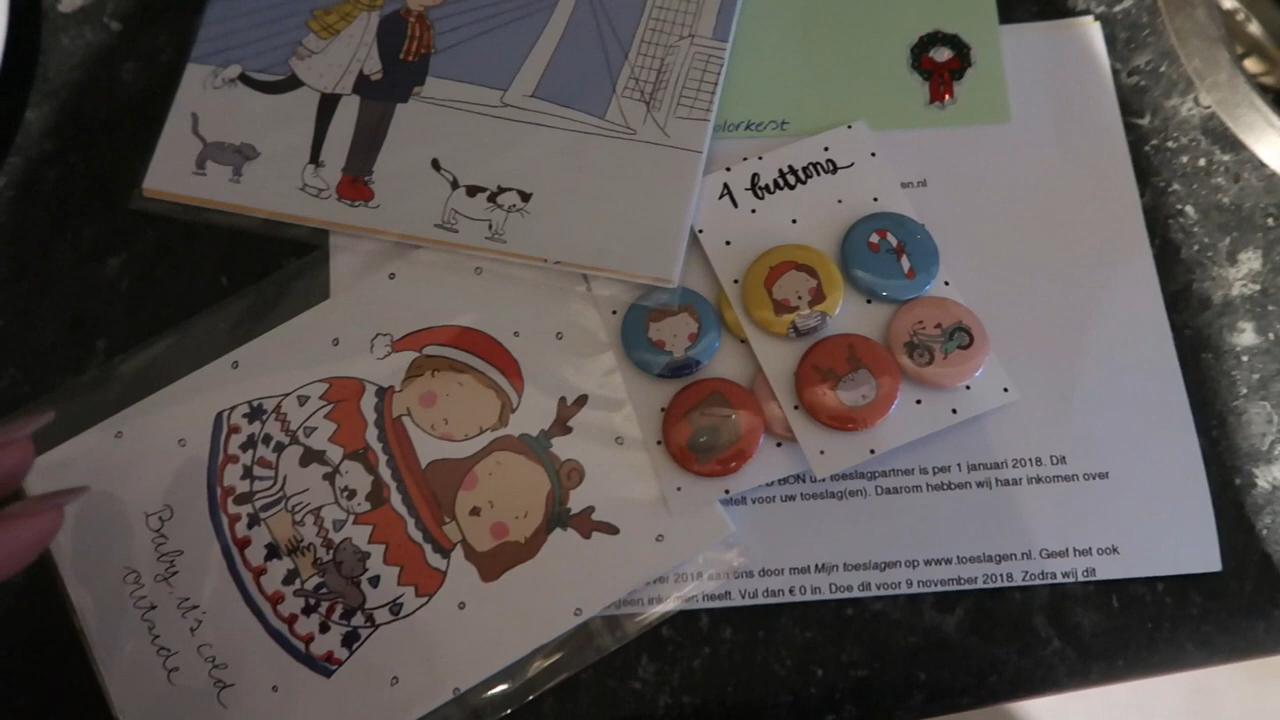 4 buttons
en.nl
Baby, it's cold
outside
BON uw toeslagpartner is per 1 januari 2018. Dit
voor uw toeslag(en). Daarom hebben wij haar inkomen over
2018 aan ons door met Mijn toeslagen op www.toeslagen.nl. Geef het ook
geen inkomen heeft. Vul dan € 0 in. Doe dit voor 9 november 2018. Zodra wij dit